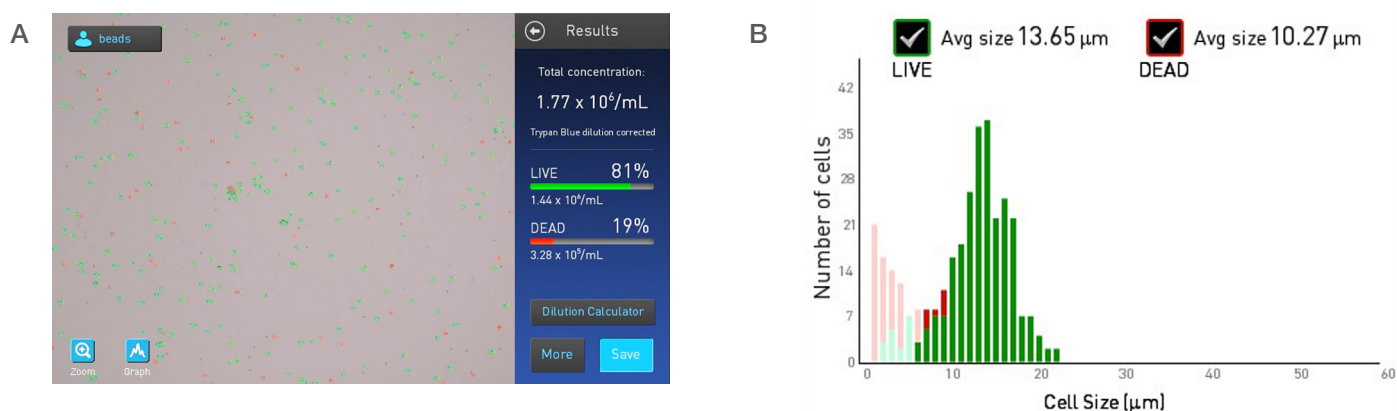 A
beads
Results
Total concentration:
1.77 x 10⁶/mL
Trypan Blue dilution corrected
LIVE 81%
1.44 x 10⁶/mL
DEAD 19%
3.28 x 10⁵/mL
Dilution Calculator
More Save
Zoom Graph
B
Avg size 13.65 µm
LIVE
Avg size 10.27 µm
DEAD
Number of cells
42
35
28
21
14
7
0
0 10 20 30 40 50 60
Cell Size (µm)